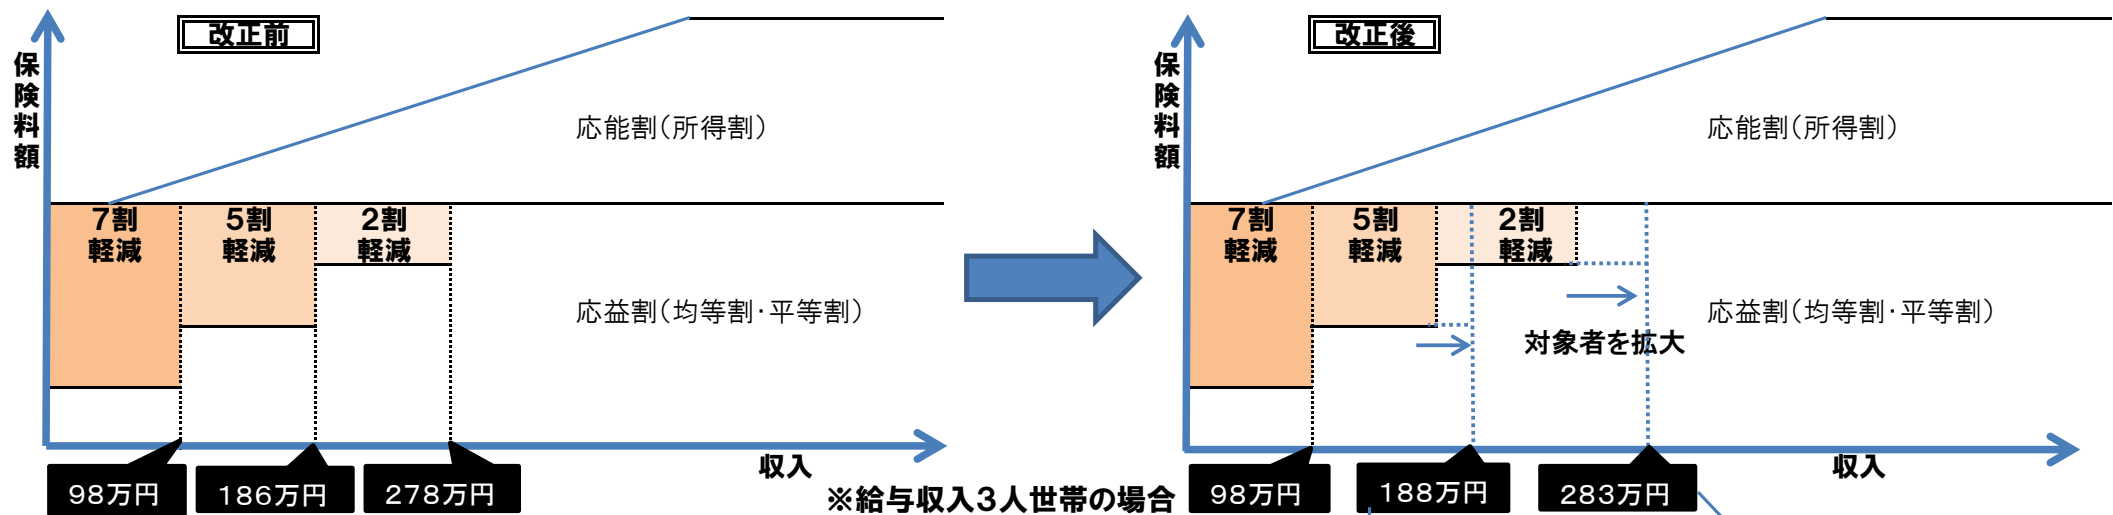 改正前
保険料額
応能割（所得割）
7割
軽減
5割
軽減
2割
軽減
応益割（均等割・平等割）
収入
98万円
186万円
278万円
※給与収入3人世帯の場合
改正後
保険料額
応能割（所得割）
7割
軽減
5割
軽減
2割
軽減
応益割（均等割・平等割）
対象者を拡大
収入
98万円
188万円
283万円